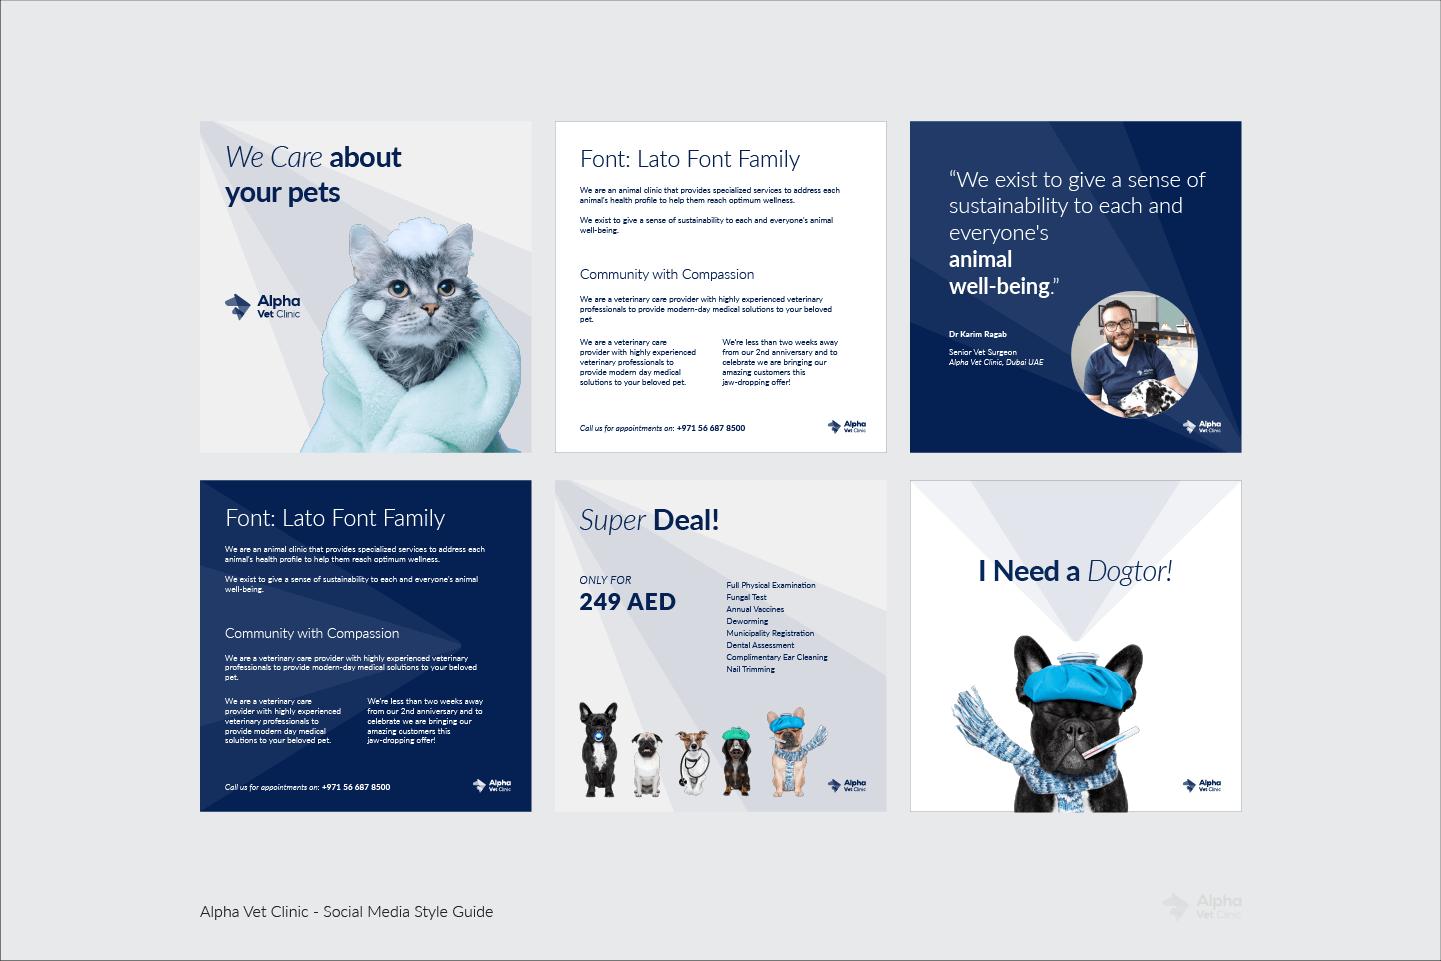 We Care about
your pets
Alpha
Vet Clinic
Font: Lato Font Family
We are an animal clinic that provides specialized services to address each
animal's health profile to help them reach optimum wellness.
We exist to give a sense of sustainability to each and everyone's animal
well-being.
Community with Compassion
We are a veterinary care provider with highly experienced veterinary
professionals to provide modern-day medical solutions to your beloved
pet.
We are a veterinary care
provider with highly experienced
veterinary professionals to
provide modern day medical
solutions to your beloved pet.
We're less than two weeks away
from our 2nd anniversary and to
celebrate we are bringing our
amazing customers this
jaw-dropping offer!
Call us for appointments on: +971 56 687 8500
Alpha
Vet Clinic
“We exist to give a sense of
sustainability to each and
everyone's
animal
well-being.”
Dr Karim Ragab
Senior Vet Surgeon
Alpha Vet Clinic, Dubai UAE
Alpha
Vet Clinic
Font: Lato Font Family
We are an animal clinic that provides specialized services to address each
animal's health profile to help them reach optimum wellness.
We exist to give a sense of sustainability to each and everyone's animal
well-being.
Community with Compassion
We are a veterinary care provider with highly experienced veterinary
professionals to provide modern-day medical solutions to your beloved
pet.
We are a veterinary care
provider with highly experienced
veterinary professionals to
provide modern day medical
solutions to your beloved pet.
We're less than two weeks away
from our 2nd anniversary and to
celebrate we are bringing our
amazing customers this
jaw-dropping offer!
Call us for appointments on: +971 56 687 8500
Alpha
Vet Clinic
Super Deal!
ONLY FOR
249 AED
Full Physical Examination
Fungal Test
Annual Vaccines
Deworming
Municipality Registration
Dental Assessment
Complimentary Ear Cleaning
Nail Trimming
Alpha
Vet Clinic
I Need a Dogtor!
Alpha
Vet Clinic
Alpha Vet Clinic - Social Media Style Guide
Alpha
Vet Clinic